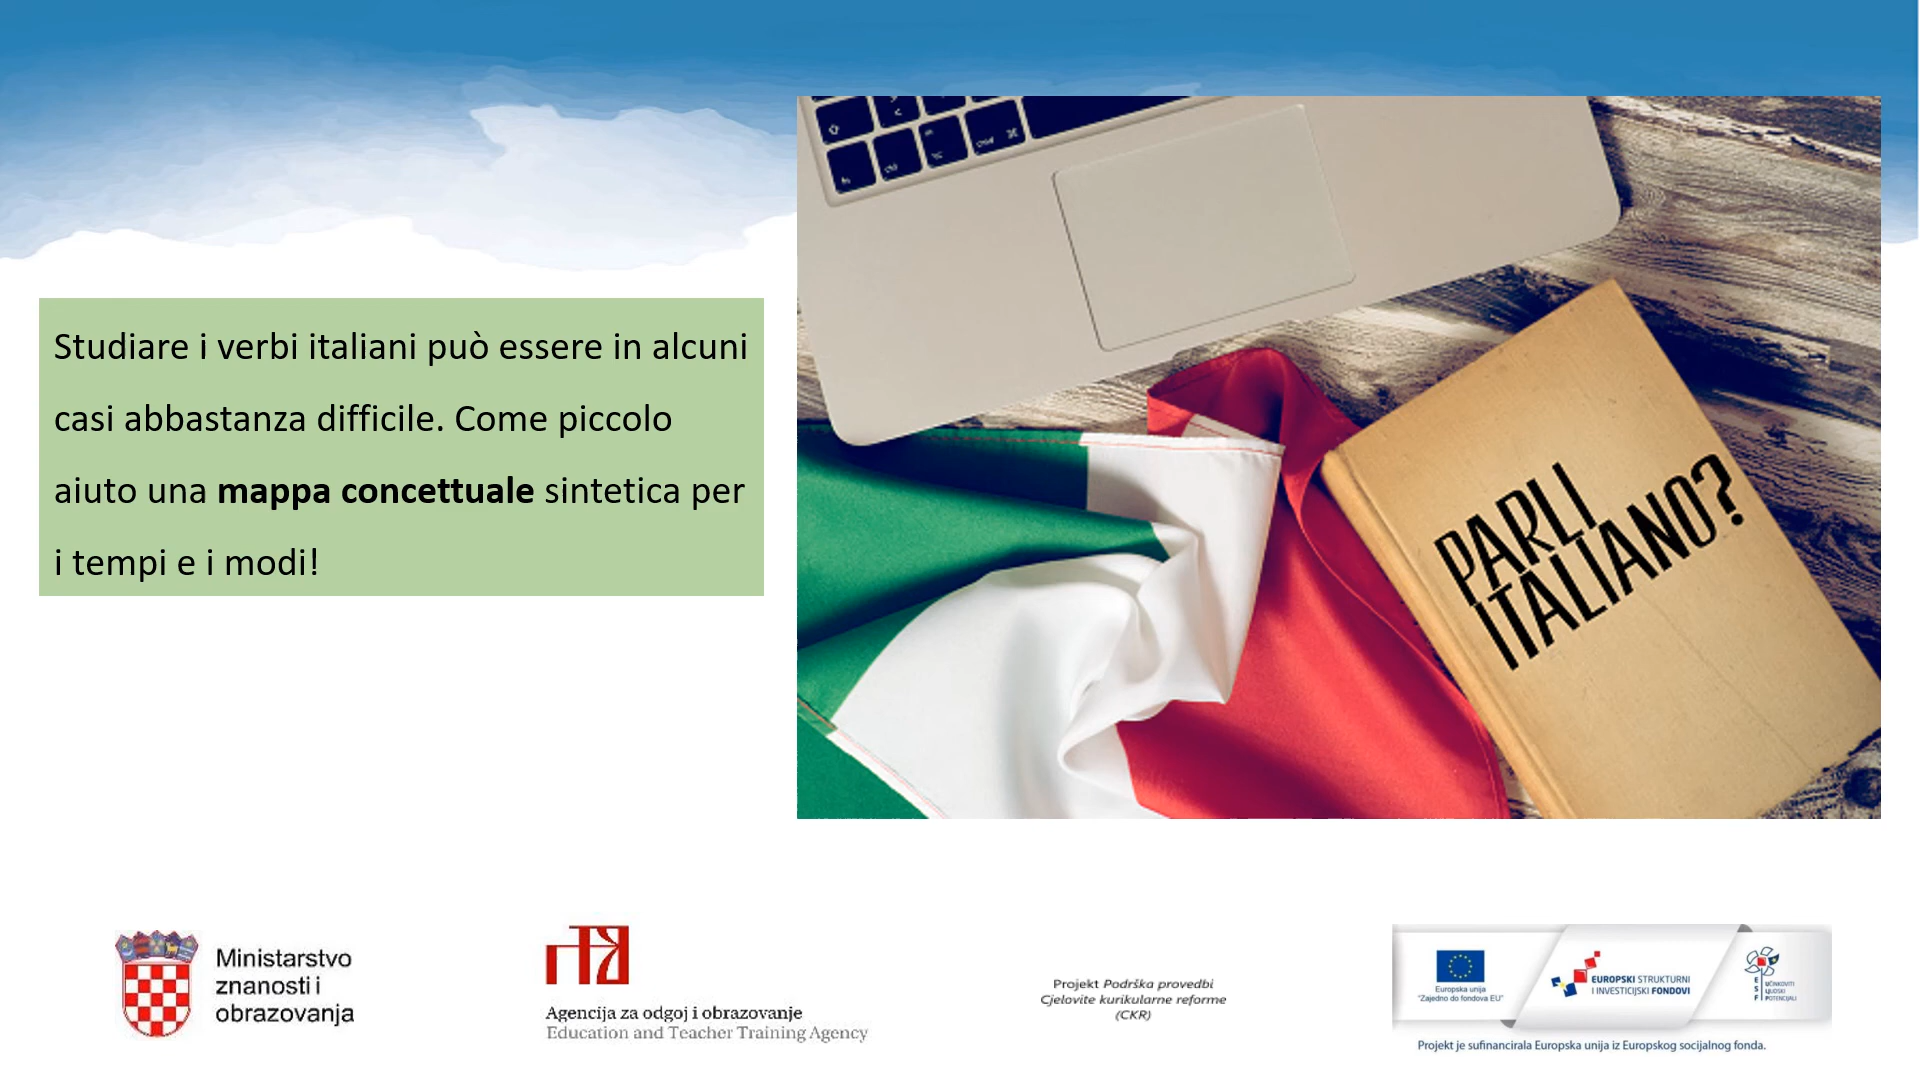 Studiare i verbi italiani può essere in alcuni
casi abbastanza difficile. Come piccolo
aiuto una mappa concettuale sintetica per
i tempi e i modi!
PARLI
ITALIANO?
Ministarstvo
znanosti i
obrazovanja
Agencija za odgoj i obrazovanje
Education and Teacher Training Agency
Projekt Podrška provedbi
Cjelovite kurikularne reforme
(CKR)
Europska unija
"Zajedno do fondova EU"
EUROPSKI STRUKTURNI
I INVESTICIJSKI FONDOVI
ESF
UČINKOVITI
LJUDSKI
POTENCIJALI
Projekt je sufinancirala Europska unija iz Europskog socijalnog fonda.